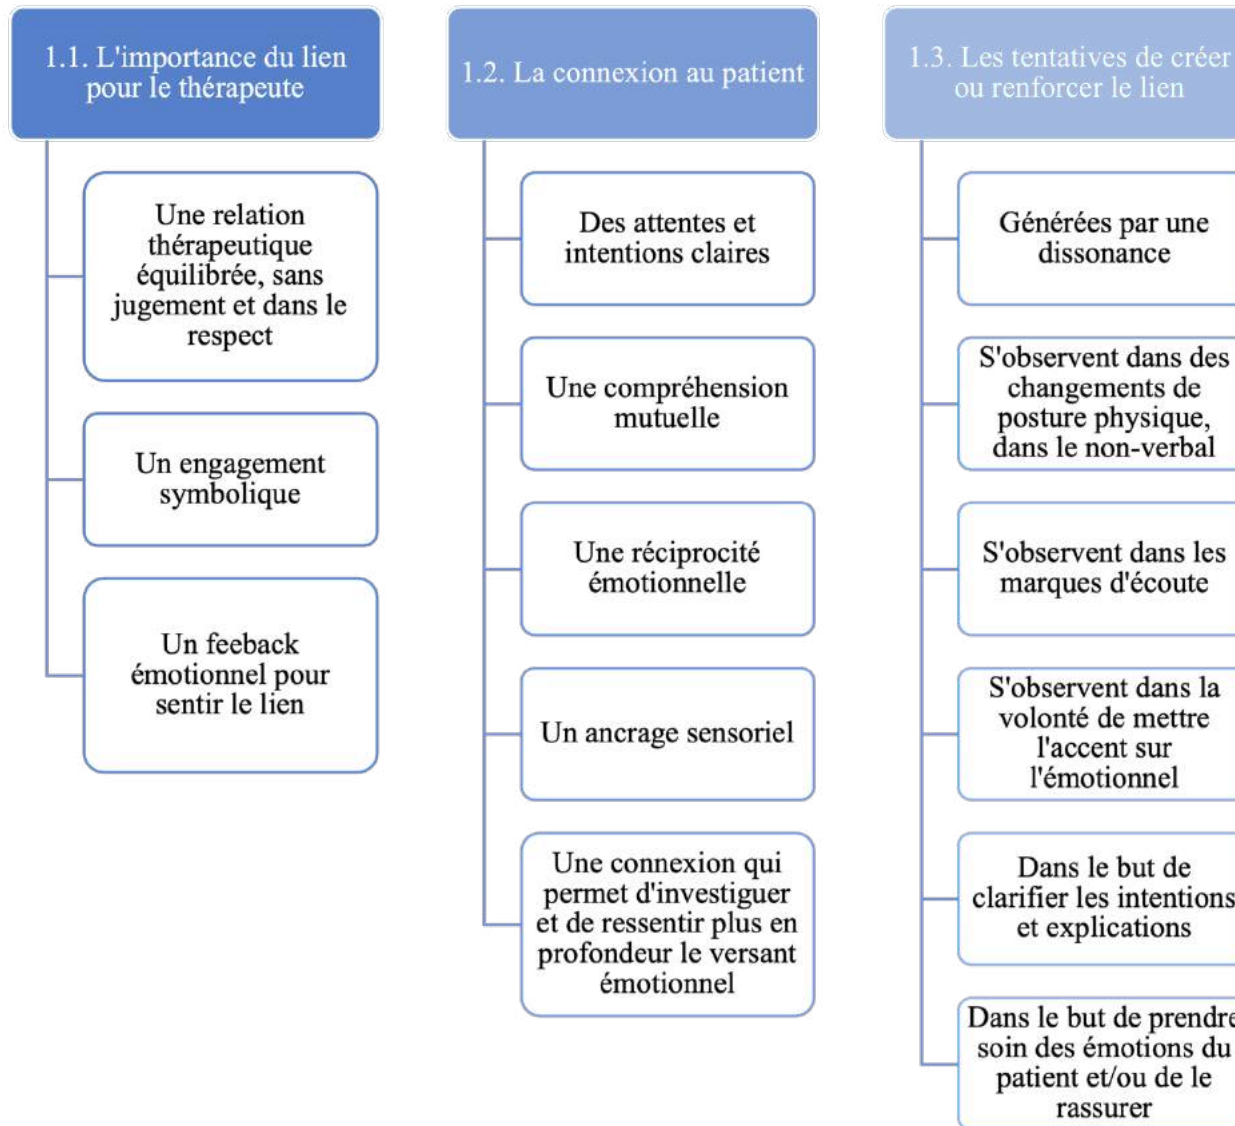 1.1. L'importance du lien
pour le thérapeute
Une relation
thérapeutique
équilibrée, sans
jugement et dans le
respect
Un engagement
symbolique
Un feeback
émotionnel pour
sentir le lien
1.2. La connexion au patient
Des attentes et
intentions claires
Une compréhension
mutuelle
Une réciprocité
émotionnelle
Un ancrage sensoriel
Une connexion qui
permet d'investiguer
et de ressentir plus en
profondeur le versant
émotionnel
1.3. Les tentatives de créer
ou renforcer le lien
Générées par une
dissonance
S'observent dans des
changements de
posture physique,
dans le non-verbal
S'observent dans les
marques d'écoute
S'observent dans la
volonté de mettre
l'accent sur
l'émotionnel
Dans le but de
clarifier les intentions
et explications
Dans le but de prendre
soin des émotions du
patient et/ou de le
rassurer